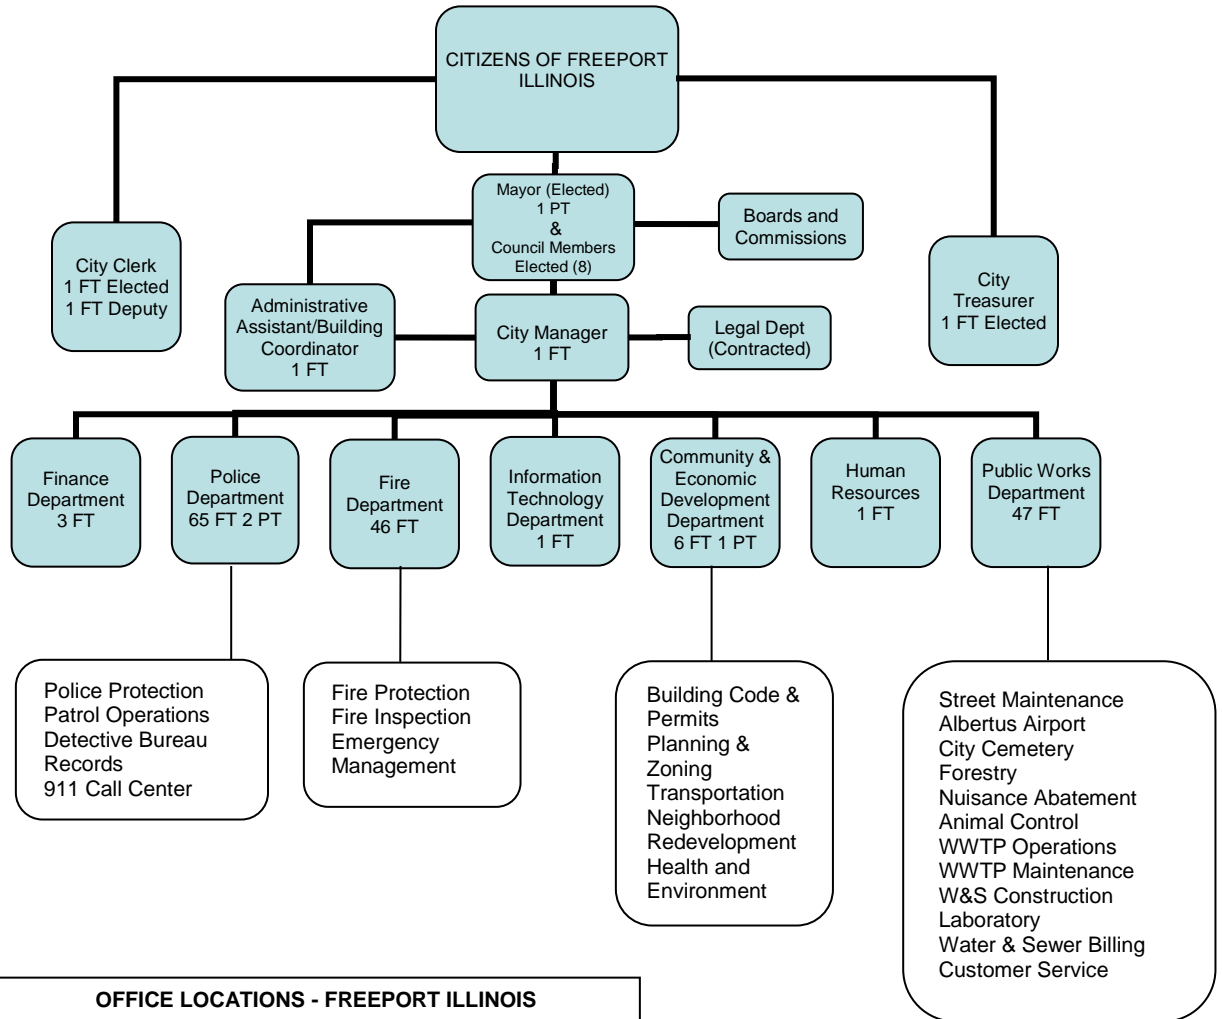 CITIZENS OF FREEPORT
ILLINOIS
Mayor (Elected)
1 PT
&
Council Members
Elected (8)
Boards and
Commissions
City Clerk
1 FT Elected
1 FT Deputy
City
Treasurer
1 FT Elected
Administrative
Assistant/Building
Coordinator
1 FT
City Manager
1 FT
Legal Dept
(Contracted)
Finance
Department
3 FT
Police
Department
65 FT 2 PT
Fire
Department
46 FT
Information
Technology
Department
1 FT
Community &
Economic
Development
Department
6 FT 1 PT
Human
Resources
1 FT
Public Works
Department
47 FT
Police Protection
Patrol Operations
Detective Bureau
Records
911 Call Center
Fire Protection
Fire Inspection
Emergency
Management
Building Code &
Permits
Planning &
Zoning
Transportation
Neighborhood
Redevelopment
Health and
Environment
Street Maintenance
Albertus Airport
City Cemetery
Forestry
Nuisance Abatement
Animal Control
WWTP Operations
WWTP Maintenance
W&S Construction
Laboratory
Water & Sewer Billing
Customer Service
OFFICE LOCATIONS - FREEPORT ILLINOIS